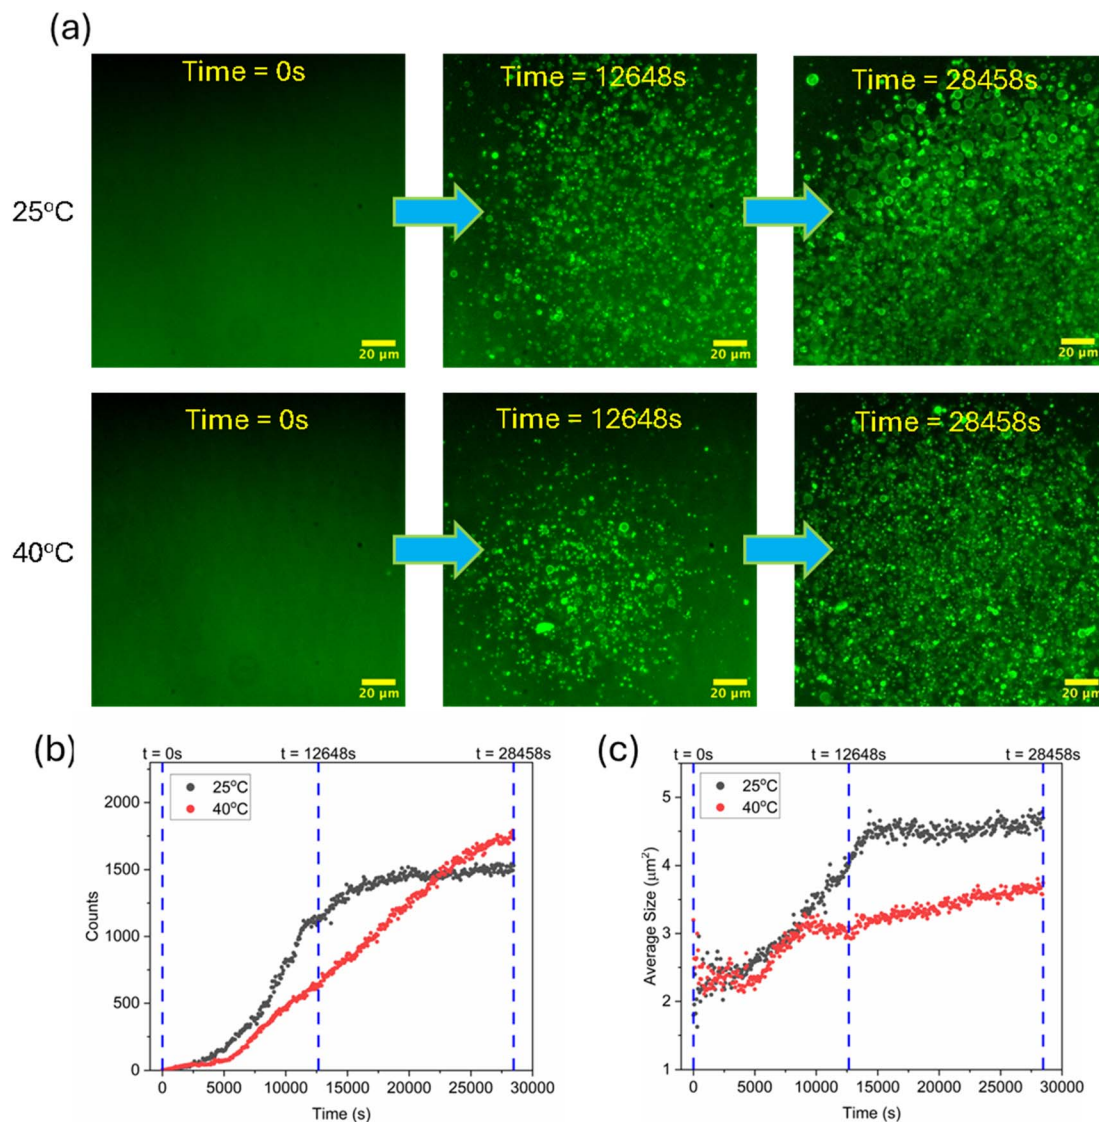 (a)
Time = 0s
Time = 12648s
Time = 28458s
25°C
20 µm
20 µm
20 µm
Time = 0s
Time = 12648s
Time = 28458s
40°C
20 µm
20 µm
20 µm
(b)
t = 0s
t = 12648s
t = 28458s
25°C
40°C
2000
1500
1000
500
0
Counts
0
5000
10000
15000
20000
25000
30000
Time (s)
(c)
t = 0s
t = 12648s
t = 28458s
25°C
40°C
5
4
3
2
1
Average Size (µm²)
0
5000
10000
15000
20000
25000
30000
Time (s)